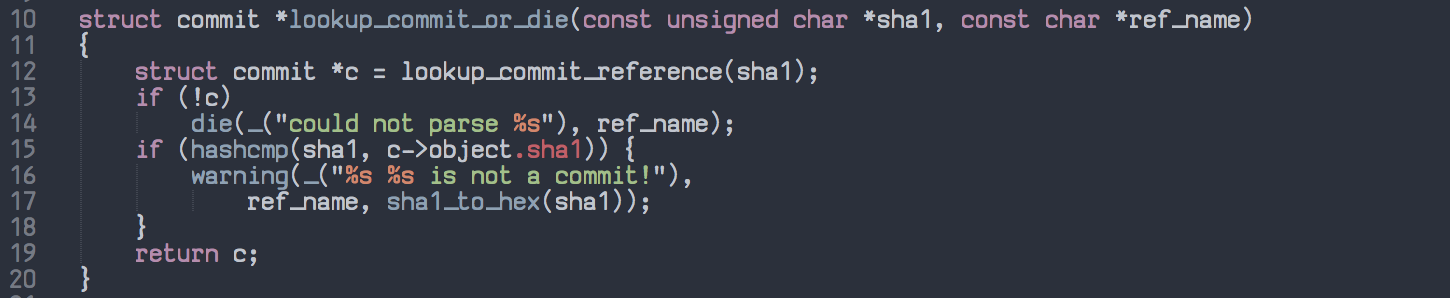 10 struct commit *lookup_commit_or_die(const unsigned char *sha1, const char *ref_name)
11 {
12     struct commit *c = lookup_commit_reference(sha1);
13     if (!c)
14         die(_("could not parse %s"), ref_name);
15     if (hashcmp(sha1, c->object.sha1)) {
16         warning(_("%s %s is not a commit!"),
17             ref_name, sha1_to_hex(sha1));
18     }
19     return c;
20 }